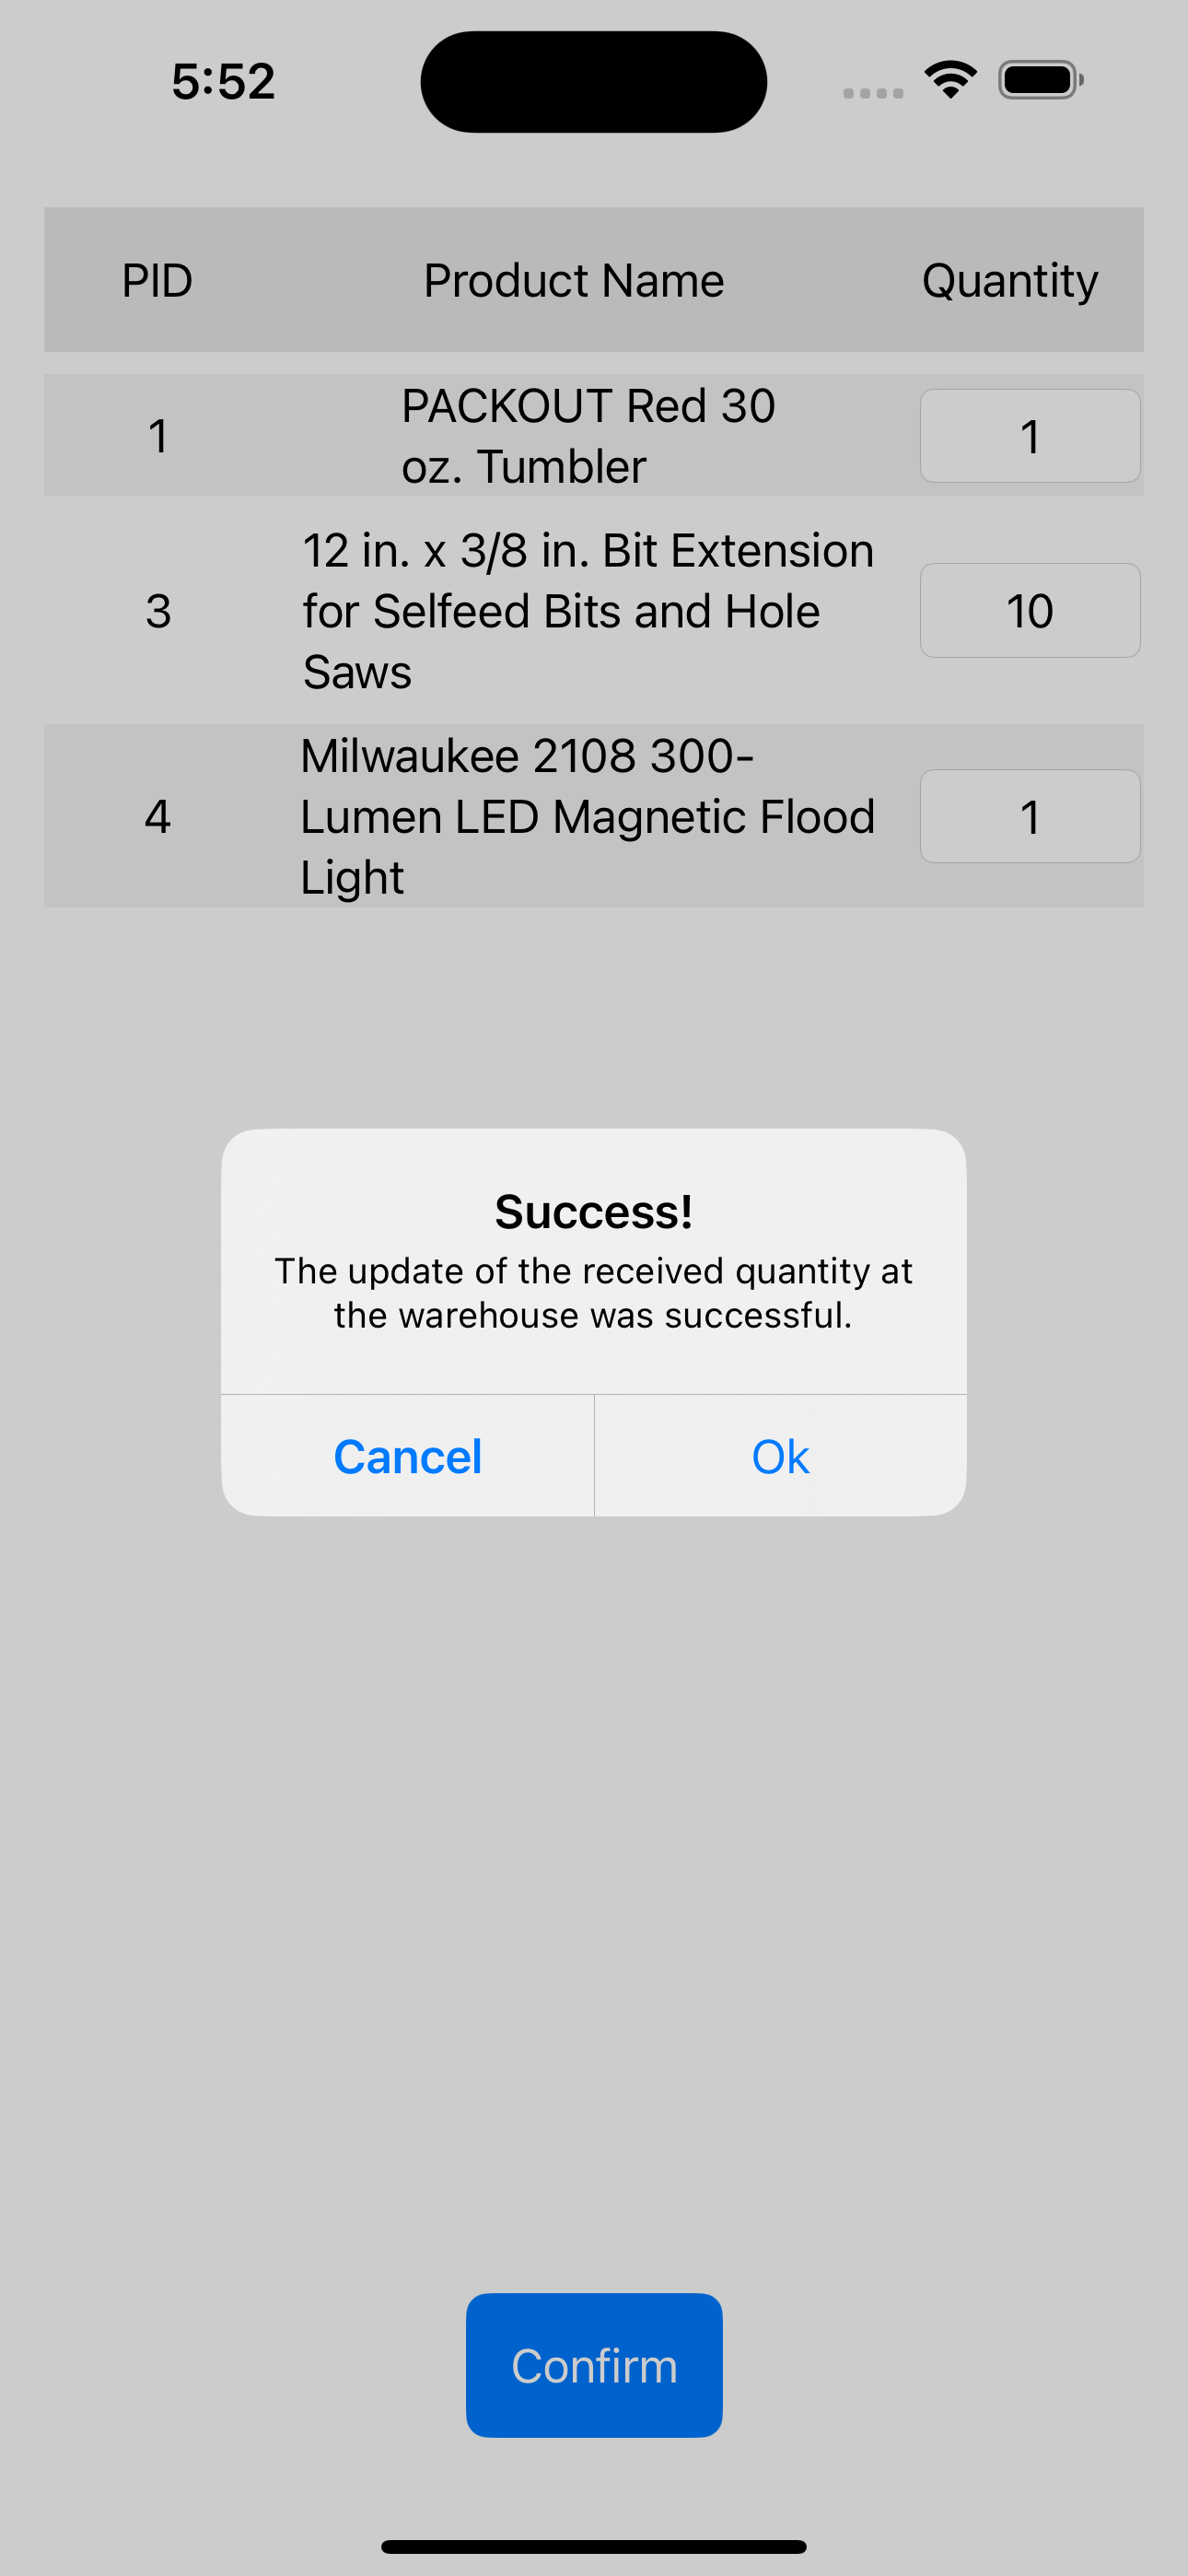 5:52
PID Product Name Quantity
1 PACKOUT Red 30 1
oz. Tumbler
12 in. x 3/8 in. Bit Extension
3 for Selfeed Bits and Hole 10
Saws
Milwaukee 2108 300-
4 Lumen LED Magnetic Flood 1
Light
Success!
The update of the received quantity at
the warehouse was successful.
Cancel Ok
Confirm